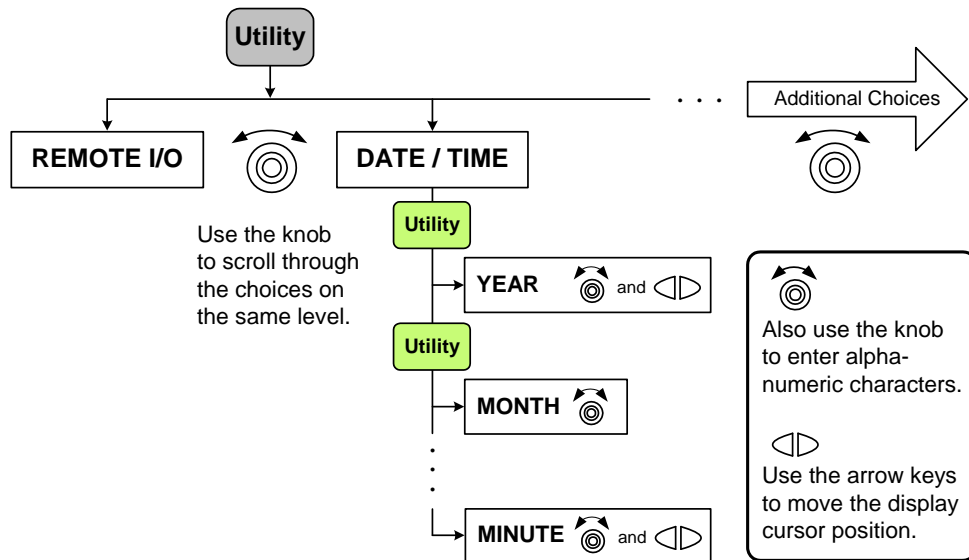 Utility
Additional Choices
REMOTE I/O
DATE / TIME
Use the knob
to scroll through
the choices on
the same level.
Utility
YEAR and
Utility
MONTH
MINUTE and
Also use the knob
to enter alpha-
numeric characters.
Use the arrow keys
to move the display
cursor position.